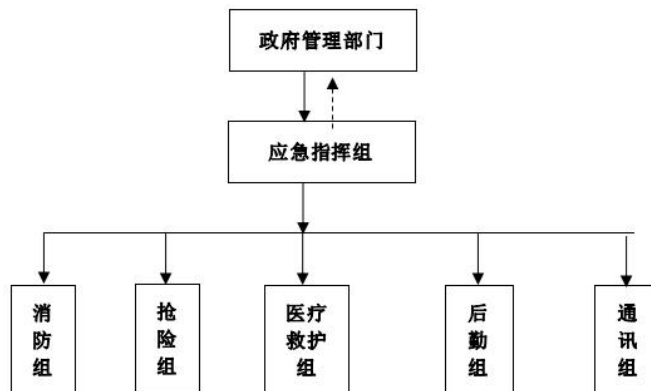 政府管理部门
应急指挥组
消防组
抢险组
医疗救护组
后勤组
通讯组